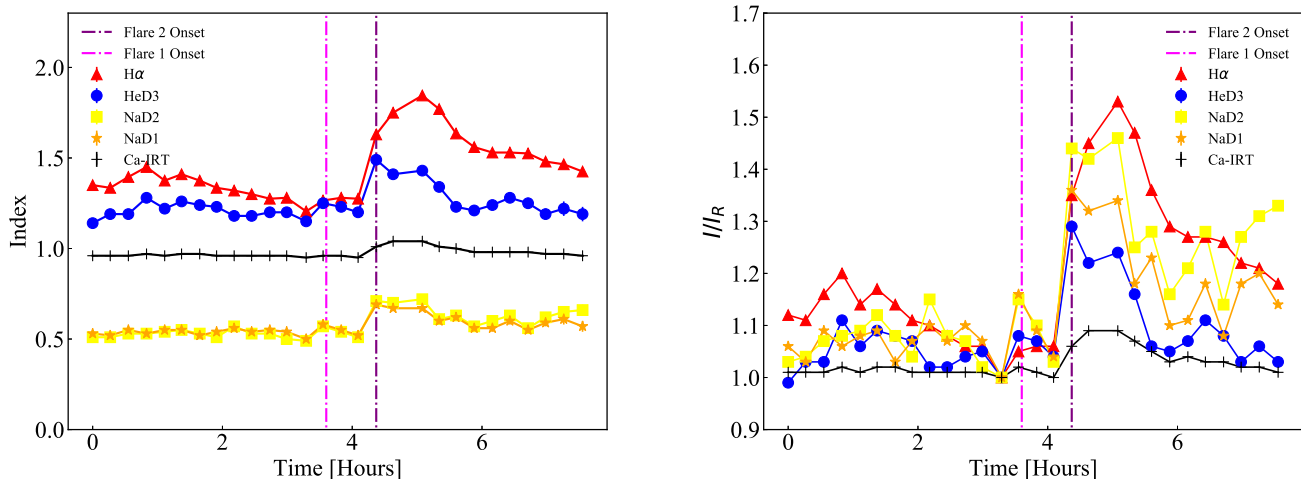 Flare 2 Onset
Flare 1 Onset
Hα
HeD3
NaD2
NaD1
Ca-IRT
2.0
1.5
1.0
0.5
0.0
Index
0 2 4 6
Time [Hours]
Flare 2 Onset
Flare 1 Onset
Hα
HeD3
NaD2
NaD1
Ca-IRT
1.7
1.6
1.5
1.4
1.3
1.2
1.1
1.0
0.9
I/I_R
0 2 4 6
Time [Hours]